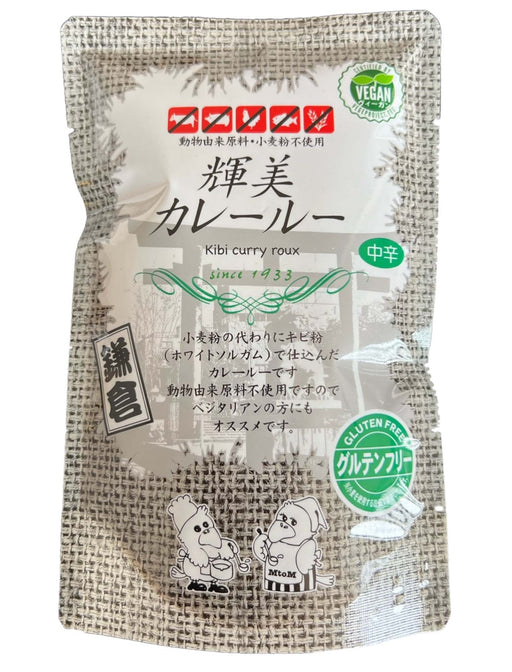 VEGAN
ヴィーガン
動物由来原料・小麦粉不使用
輝美
カレールー
Kibi curry roux
中辛
since 1933
小麦粉の代わりにキビ粉
(ホワイトソルガム)で仕込んだ
カレールーです
動物由来原料不使用ですので
ベジタリアンの方にも
オススメです。
鎌倉
GLUTEN FREE
グルテンフリー
MtoM